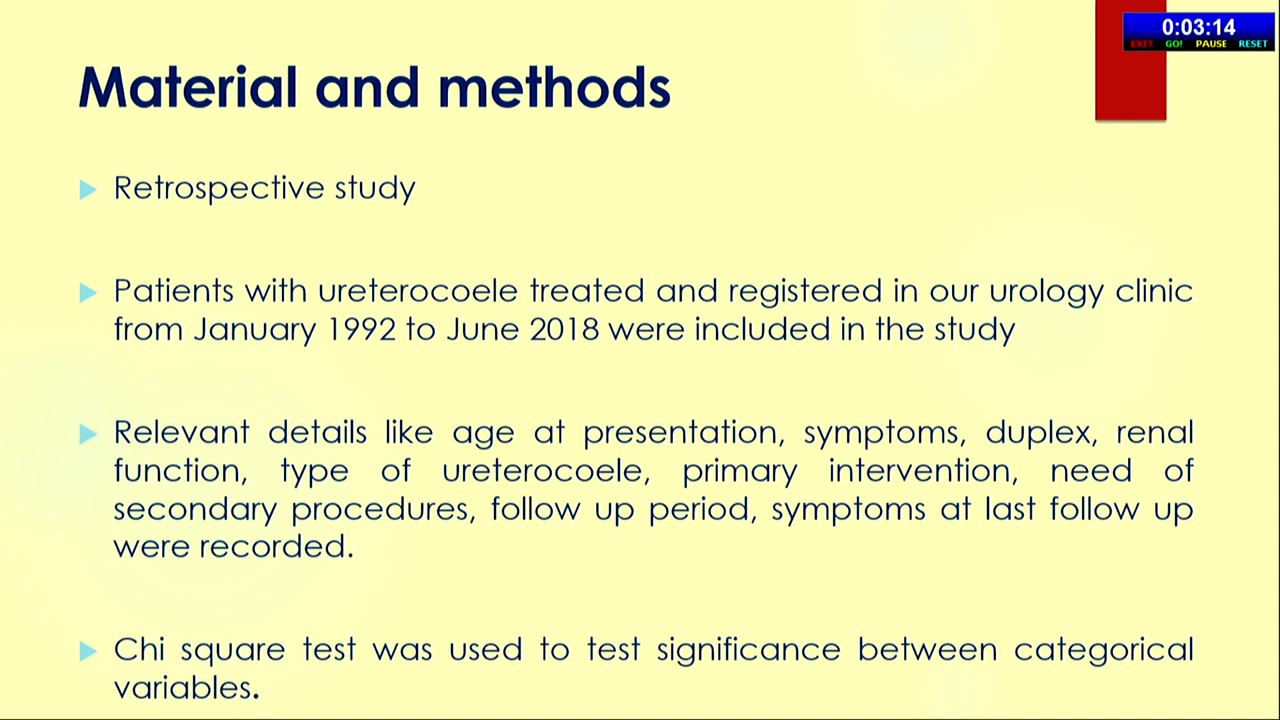 0:03:14
EXIT GO! PAUSE RESET
Material and methods
Retrospective study
Patients with ureterocoele treated and registered in our urology clinic
from January 1992 to June 2018 were included in the study
Relevant details like age at presentation, symptoms, duplex, renal
function, type of ureterocoele, primary intervention, need of
secondary procedures, follow up period, symptoms at last follow up
were recorded.
Chi square test was used to test significance between categorical
variables.